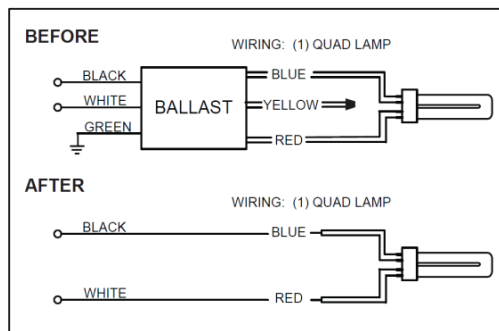 BEFORE
WIRING: (1) QUAD LAMP
BLACK
BLUE
WHITE
BALLAST
YELLOW
GREEN
RED
AFTER
WIRING: (1) QUAD LAMP
BLACK
BLUE
WHITE
RED